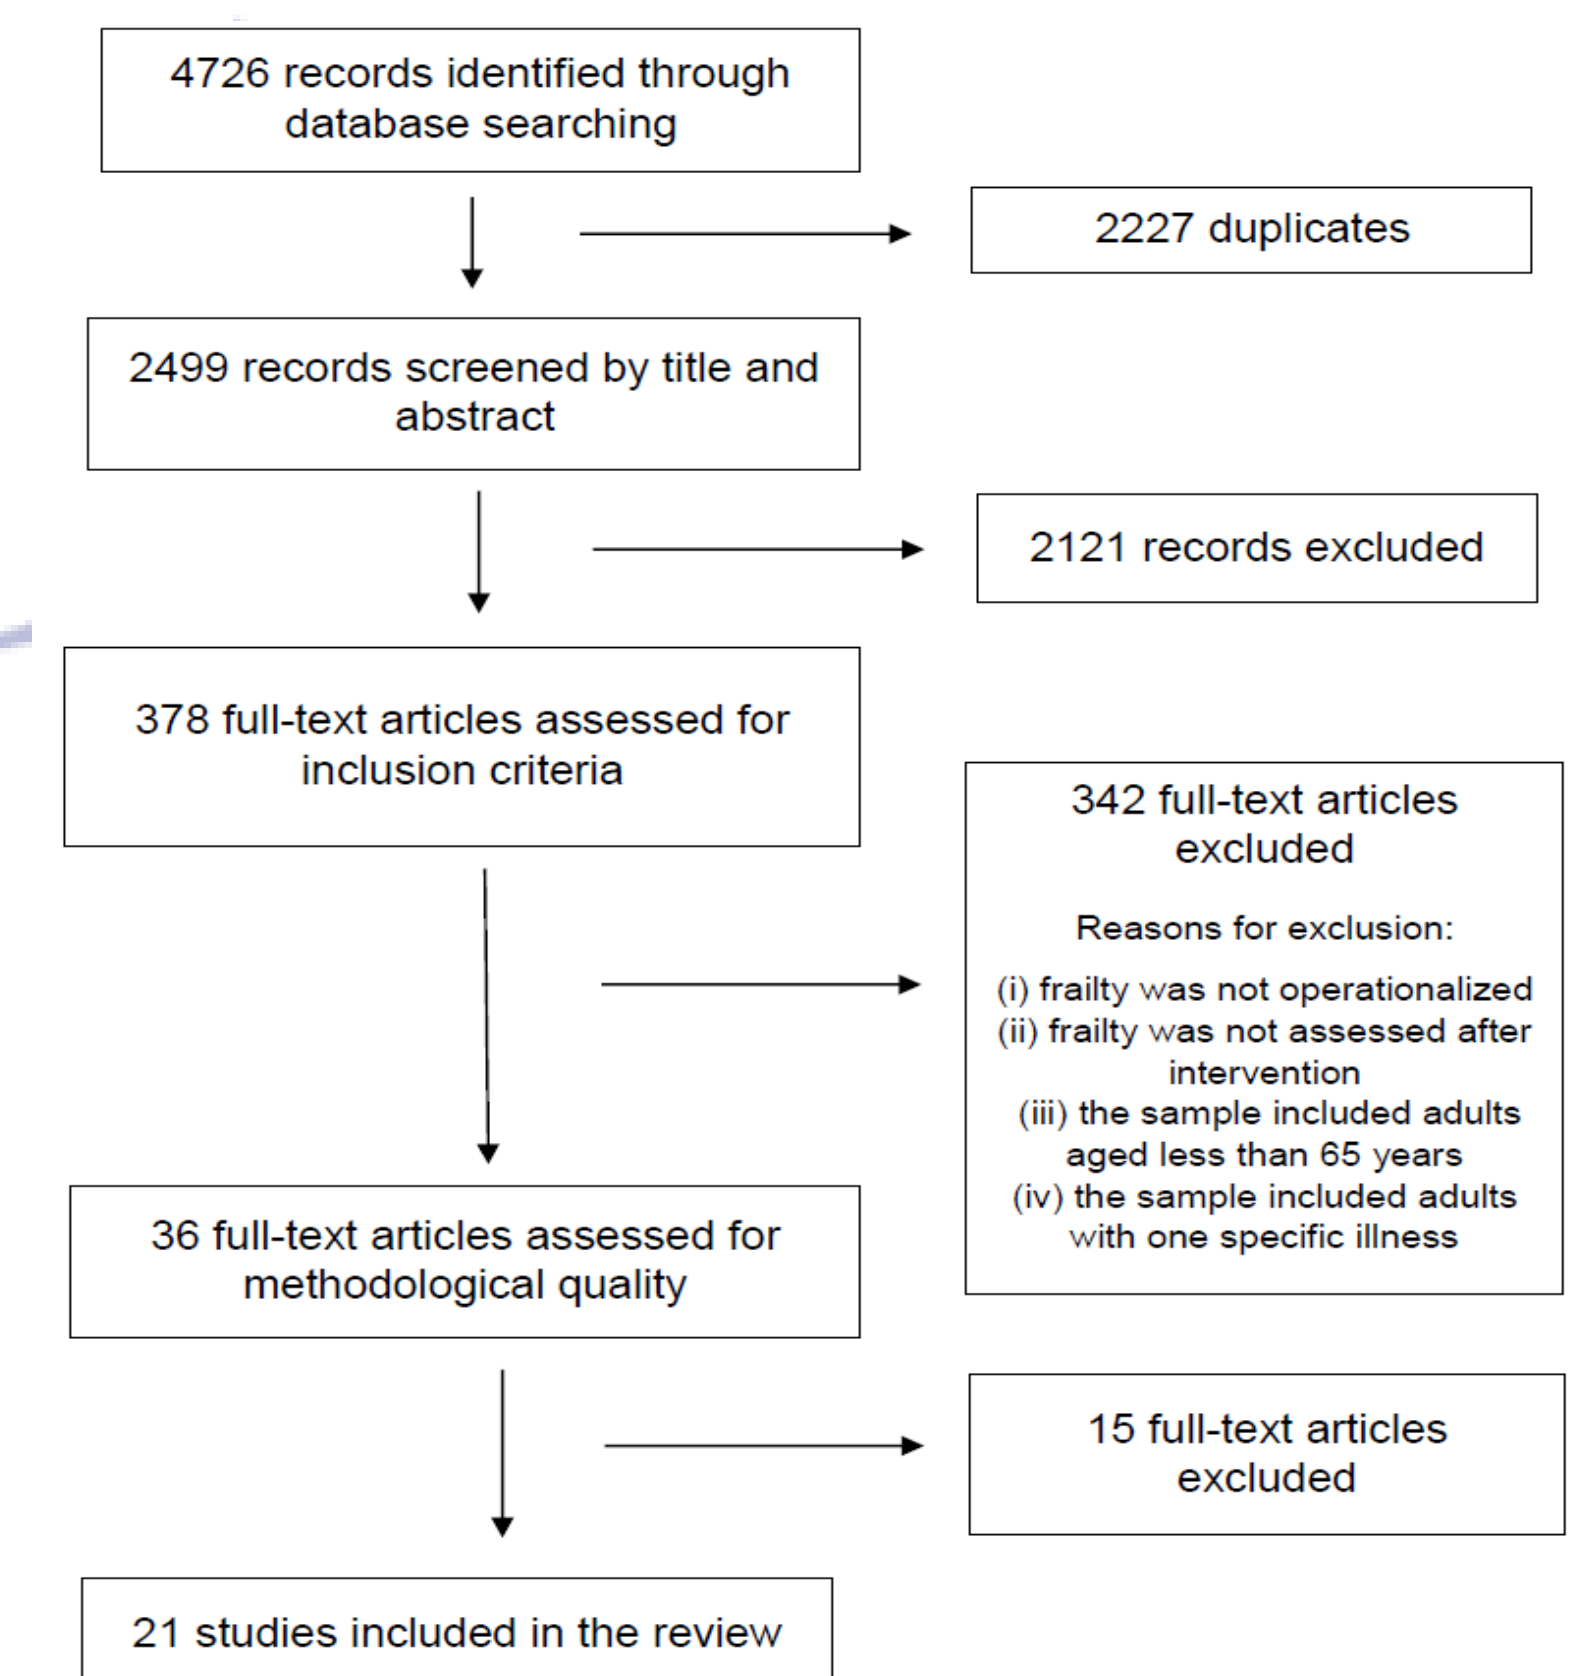 4726 records identified through
database searching
2227 duplicates
2499 records screened by title and
abstract
2121 records excluded
378 full-text articles assessed for
inclusion criteria
342 full-text articles
excluded
Reasons for exclusion:
(i) frailty was not operationalized
(ii) frailty was not assessed after
intervention
(iii) the sample included adults
aged less than 65 years
(iv) the sample included adults
with one specific illness
36 full-text articles assessed for
methodological quality
15 full-text articles
excluded
21 studies included in the review